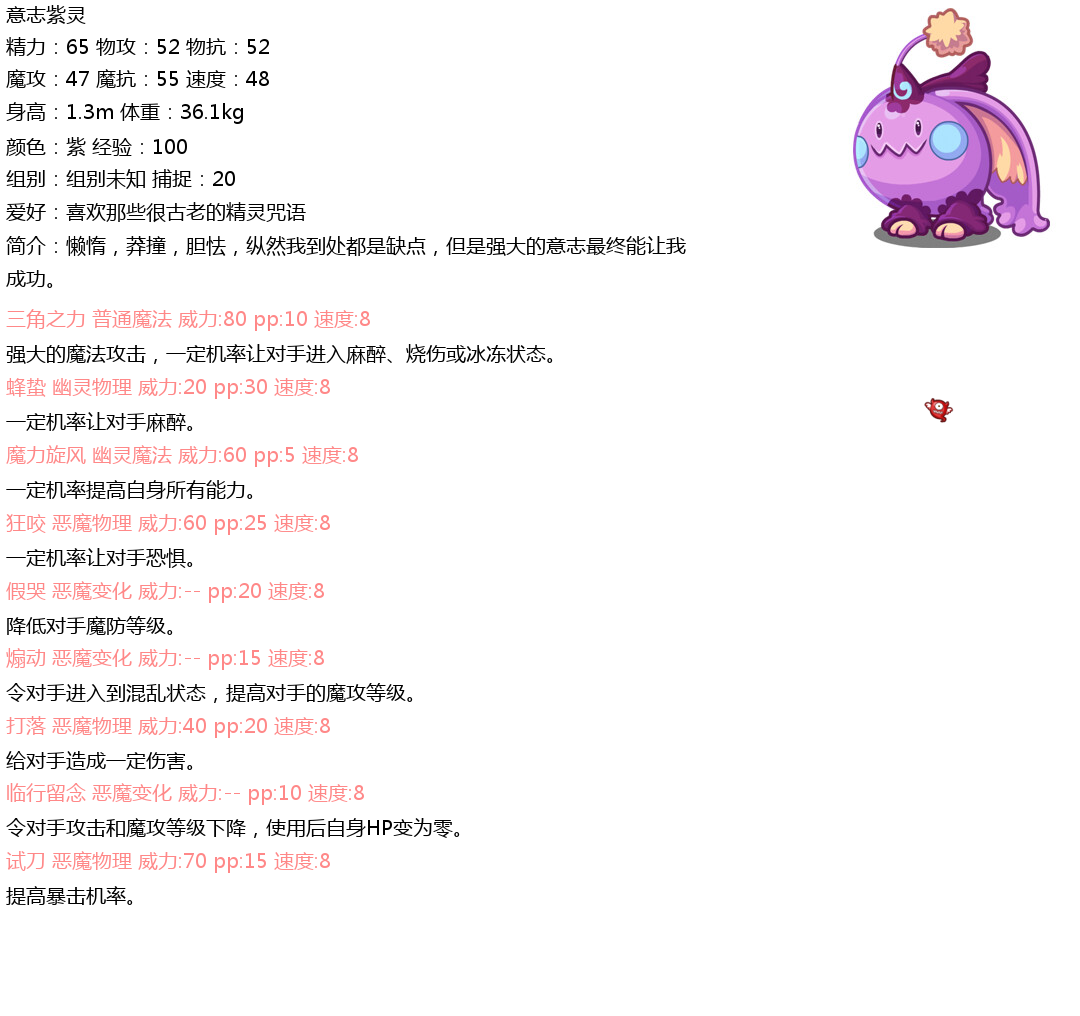 意志紫灵
精力：65 物攻：52 物抗：52
魔攻：47 魔抗：55 速度：48
身高：1.3m 体重：36.1kg
颜色：紫 经验：100
组别：组别未知 捕捉：20
爱好：喜欢那些很古老的精灵咒语
简介：懒惰，莽撞，胆怯，纵然我到处都是缺点，但是强大的意志最终能让我
成功。
三角之力 普通魔法 威力:80 pp:10 速度:8
强大的魔法攻击，一定机率让对手进入麻醉、烧伤或冰冻状态。
蜂蛰 幽灵物理 威力:20 pp:30 速度:8
一定机率让对手麻醉。
魔力旋风 幽灵魔法 威力:60 pp:5 速度:8
一定机率提高自身所有能力。
狂咬 恶魔物理 威力:60 pp:25 速度:8
一定机率让对手恐惧。
假哭 恶魔变化 威力:-- pp:20 速度:8
降低对手魔防等级。
煽动 恶魔变化 威力:-- pp:15 速度:8
令对手进入到混乱状态，提高对手的魔攻等级。
打落 恶魔物理 威力:40 pp:20 速度:8
给对手造成一定伤害。
临行留念 恶魔变化 威力:-- pp:10 速度:8
令对手攻击和魔攻等级下降，使用后自身HP变为零。
试刀 恶魔物理 威力:70 pp:15 速度:8
提高暴击机率。